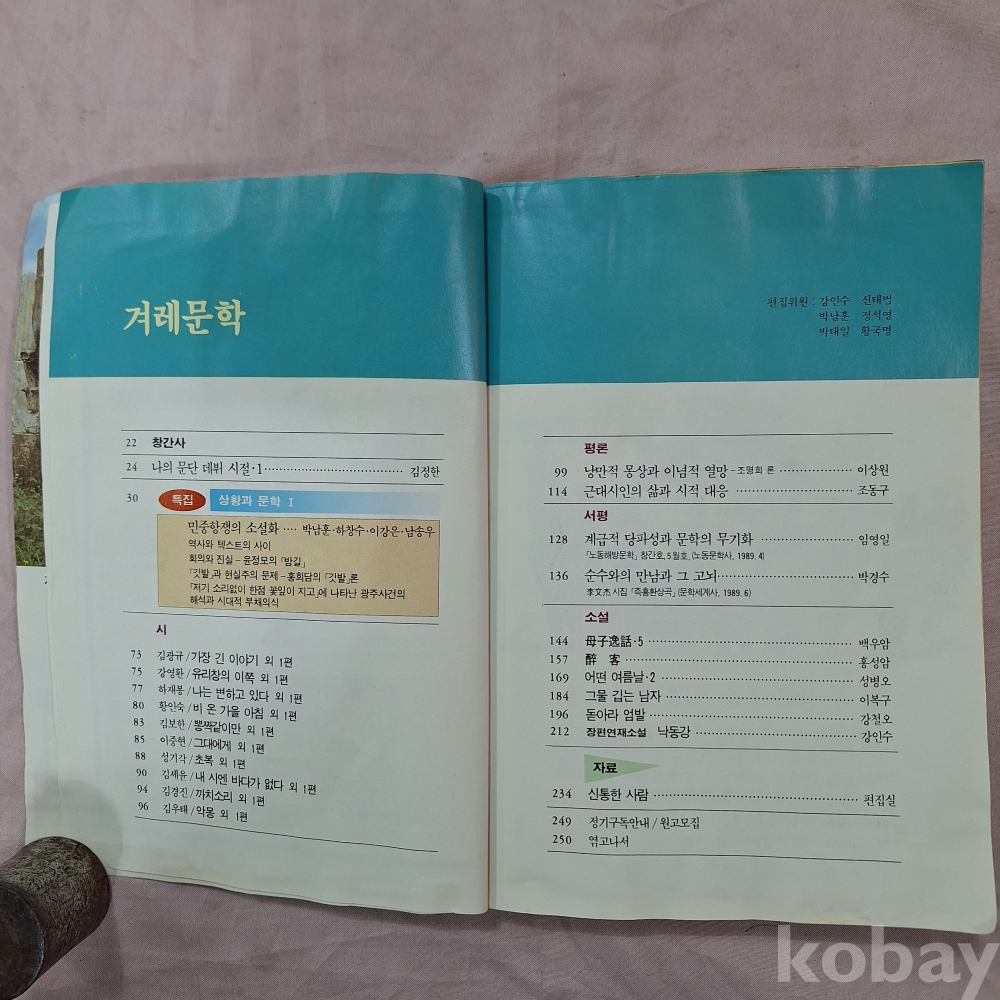 겨레문학
22 창간사
24 나의 문단 데뷔 시절·1 김정한
30 특집 상황과 문학 I
민중항쟁의 소설화 ···· 박남훈·하창수·이강은·남송우
역사와 텍스트의 사이
회의와 진실 – 윤정모의 「밤길」
「깃발」과 현실주의 문제 – 홍희담의 「깃발」론
「저기 소리없이 한점 꽃잎이 지고」에 나타난 광주사건의
해석과 시대적 부채의식
시
73 김광규/가장 긴 이야기 외 1편
75 강영환/유리창의 이쪽 외 1편
77 하재봉/나는 변하고 있다 외 1편
80 황인숙/비 온 가을 아침 외 1편
83 김보한/뽕짝같이만 외 1편
85 이중현/그대에게 외 1편
88 성기각/초복 외 1편
90 김세윤/내 시엔 바다가 없다 외 1편
94 김경진/까치소리 외 1편
96 김우태/악몽 외 1편
편집위원 : 강인수 신태범
박남훈 정석영
박태일 황국명
평론
99 낭만적 몽상과 이념적 열망 – 조명희 론 이상원
114 근대시인의 삶과 시적 대응 조동구
서평
128 계급적 당파성과 문학의 무기화 임영일
「노동해방문학」 창간호, 5월호, (노동문학사, 1989. 4)
136 순수와의 만남과 그 고뇌 박경수
李文杰 시집 「즉흥환상곡」 (문학세계사, 1989. 6)
소설
144 母子逸話·5 백우암
157 醉 客 홍성암
169 어떤 여름날·2 성병오
184 그물 깁는 남자 이복구
196 돋아라 엄발 강철오
212 장편연재소설 낙동강 강인수
자료
234 신통한 사람 편집실
249 정기구독안내 / 원고모집
250 엮고나서
kobay